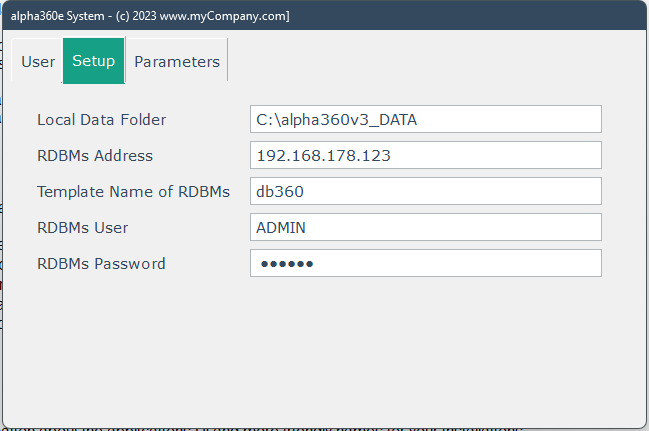 alpha360e System - (c) 2023 www.myCompany.com]
User Setup Parameters
Local Data Folder C:\alpha360v3_DATA
RDBMs Address 192.168.178.123
Template Name of RDBMs db360
RDBMs User ADMIN
RDBMs Password ●●●●●●